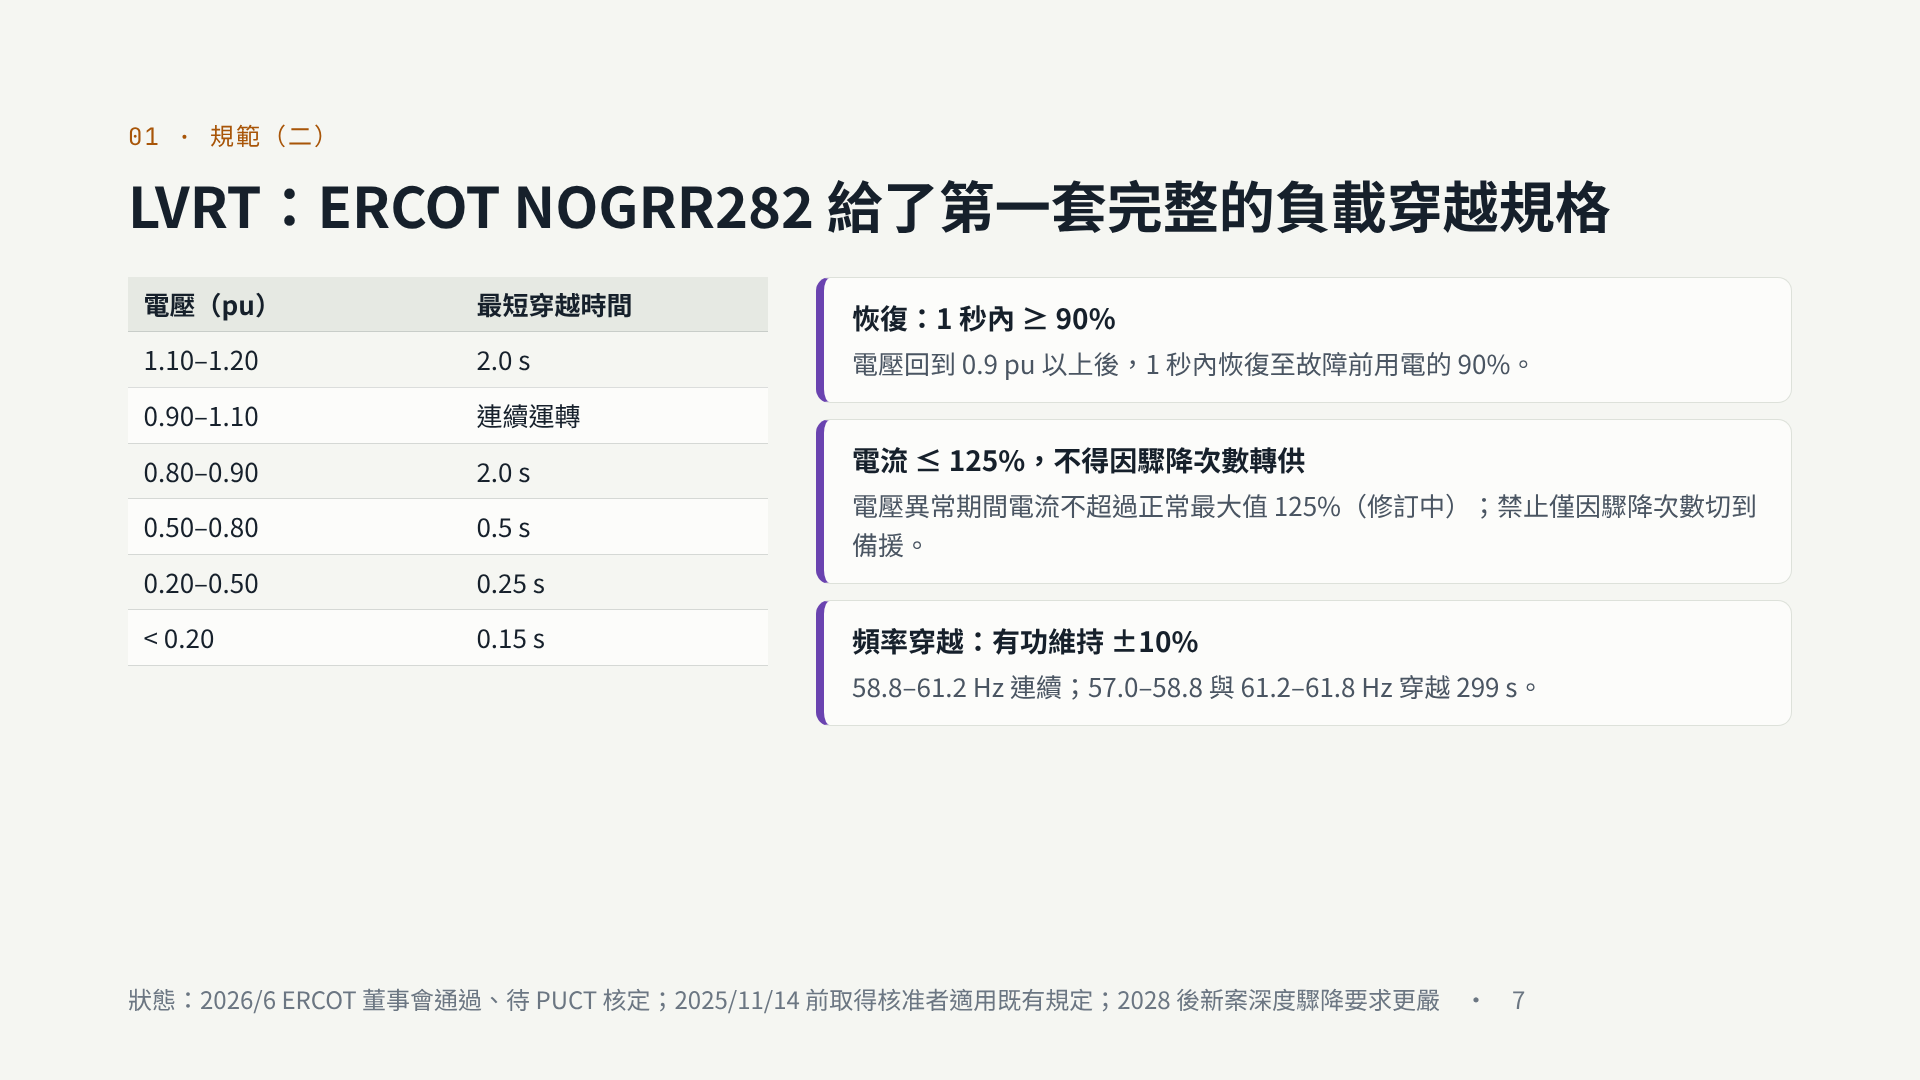 01 · 規範（二）
LVRT：ERCOT NOGRR282 給了第一套完整的負載穿越規格
電壓（pu） 最短穿越時間
1.10–1.20 2.0 s
0.90–1.10 連續運轉
0.80–0.90 2.0 s
0.50–0.80 0.5 s
0.20–0.50 0.25 s
< 0.20 0.15 s
恢復：1 秒內 ≥ 90%
電壓回到 0.9 pu 以上後，1 秒內恢復至故障前用電的 90%。
電流 ≤ 125%，不得因驟降次數轉供
電壓異常期間電流不超過正常最大值 125%（修訂中）；禁止僅因驟降次數切到
備援。
頻率穿越：有功維持 ±10%
58.8–61.2 Hz 連續；57.0–58.8 與 61.2–61.8 Hz 穿越 299 s。
狀態：2026/6 ERCOT 董事會通過、待 PUCT 核定；2025/11/14 前取得核准者適用既有規定；2028 後新案深度驟降要求更嚴 · 7